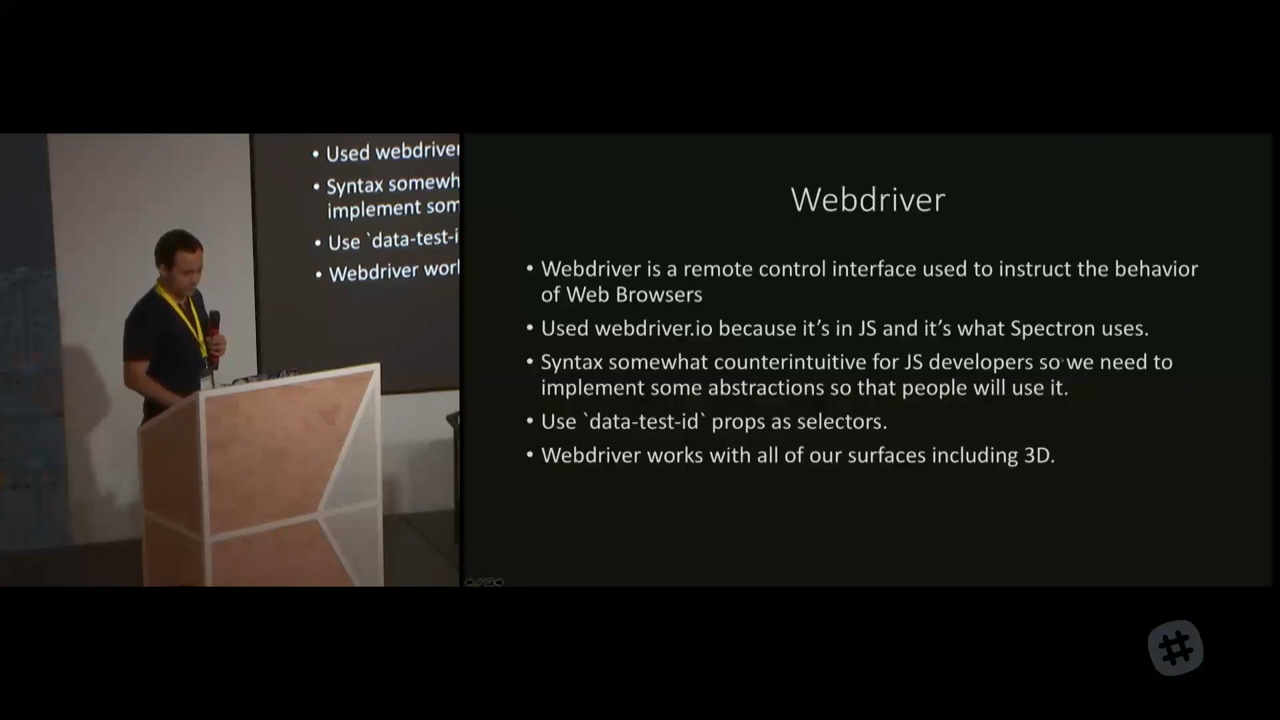 • Used webdriver
• Syntax somewh
implement som
• Use `data-test-i
• Webdriver worl
Webdriver
• Webdriver is a remote control interface used to instruct the behavior
of Web Browsers
• Used webdriver.io because it’s in JS and it’s what Spectron uses.
• Syntax somewhat counterintuitive for JS developers so we need to
implement some abstractions so that people will use it.
• Use `data-test-id` props as selectors.
• Webdriver works with all of our surfaces including 3D.
#